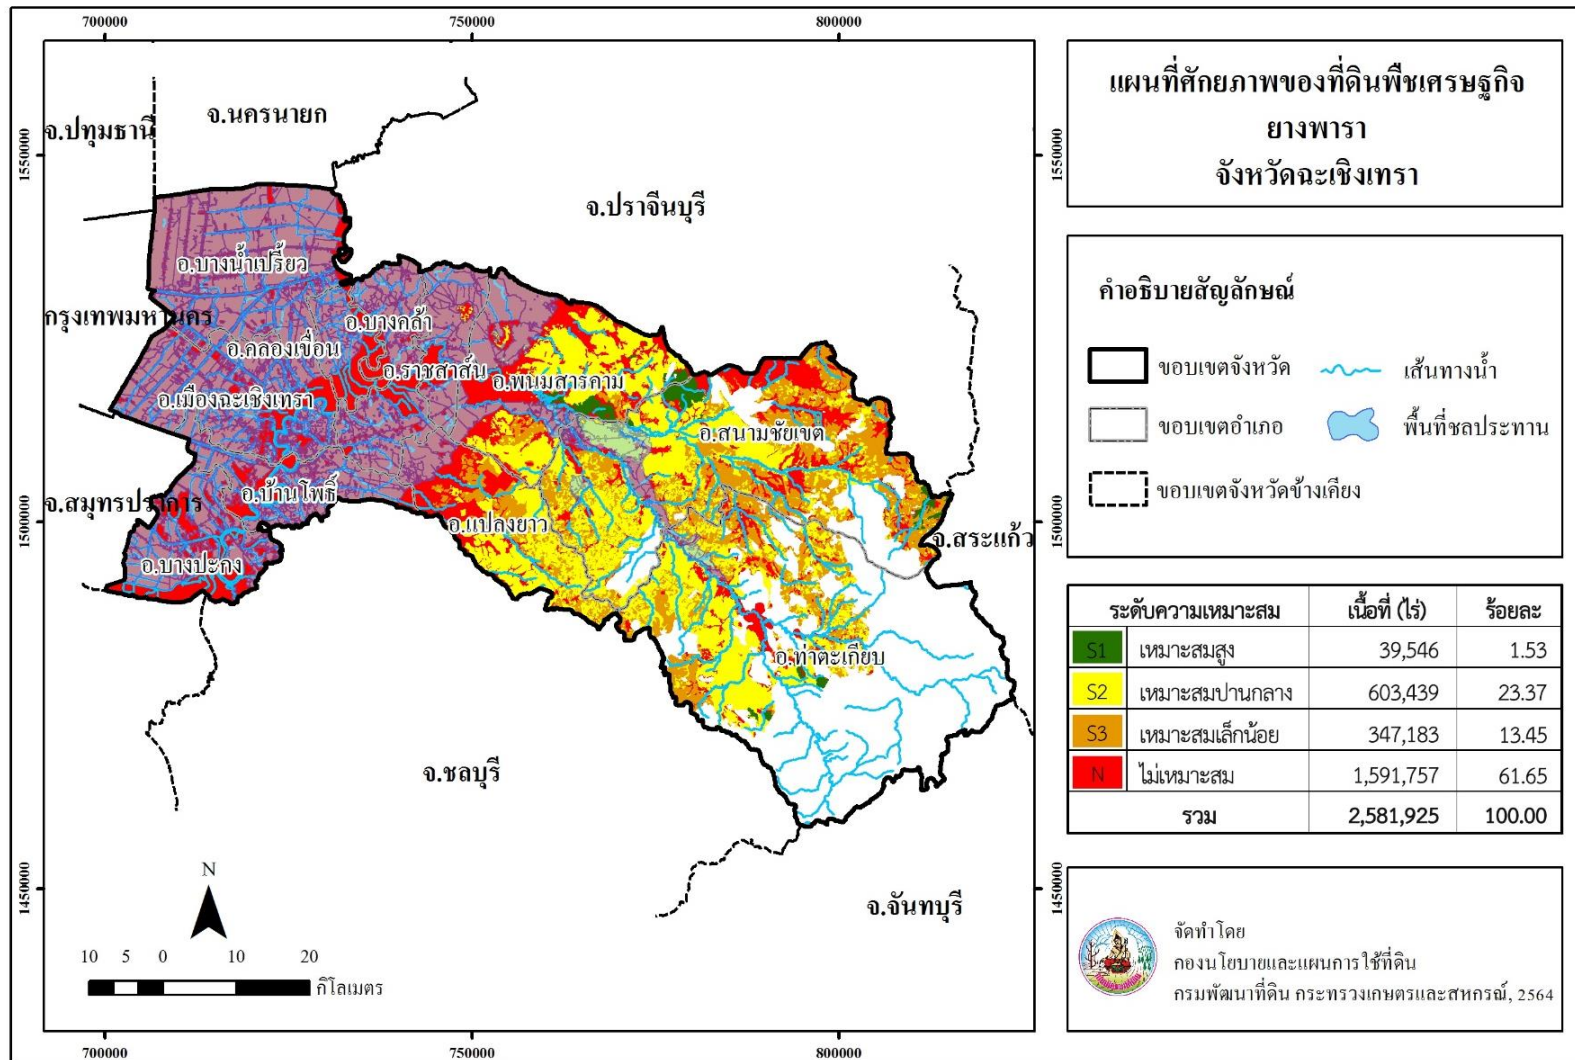 700000 750000 800000
แผนที่ศักยภาพของที่ดินพืชเศรษฐกิจ
ยางพารา
จังหวัดฉะเชิงเทรา
จ.นครนายก
จ.ปทุมธานี
1550000 1550000
จ.ปราจีนบุรี
อ.บางน้ำเปรี้ยว
กรุงเทพมหานคร
อ.บางคล้า
อ.คลองเขื่อน
อ.ราชสาส์น
อ.พนมสารคาม
อ.เมืองฉะเชิงเทรา
อ.สนามชัยเขต
อ.บ้านโพธิ์
จ.สมุทรปราการ
อ.แปลงยาว
1500000 1500000
จ.สระแก้ว
อ.บางปะกง
อ.ท่าตะเกียบ
จ.ชลบุรี
จ.จันทบุรี
1450000 1450000
N
10 5 0 10 20
กิโลเมตร
700000 750000 800000
คำอธิบายสัญลักษณ์
ขอบเขตจังหวัด เส้นทางน้ำ
ขอบเขตอำเภอ พื้นที่ชลประทาน
ขอบเขตจังหวัดข้างเคียง
ระดับความเหมาะสม เนื้อที่ (ไร่) ร้อยละ
S1 เหมาะสมสูง 39,546 1.53
S2 เหมาะสมปานกลาง 603,439 23.37
S3 เหมาะสมเล็กน้อย 347,183 13.45
N ไม่เหมาะสม 1,591,757 61.65
รวม 2,581,925 100.00
จัดทำโดย
กองนโยบายและแผนการใช้ที่ดิน
กรมพัฒนาที่ดิน กระทรวงเกษตรและสหกรณ์, 2564